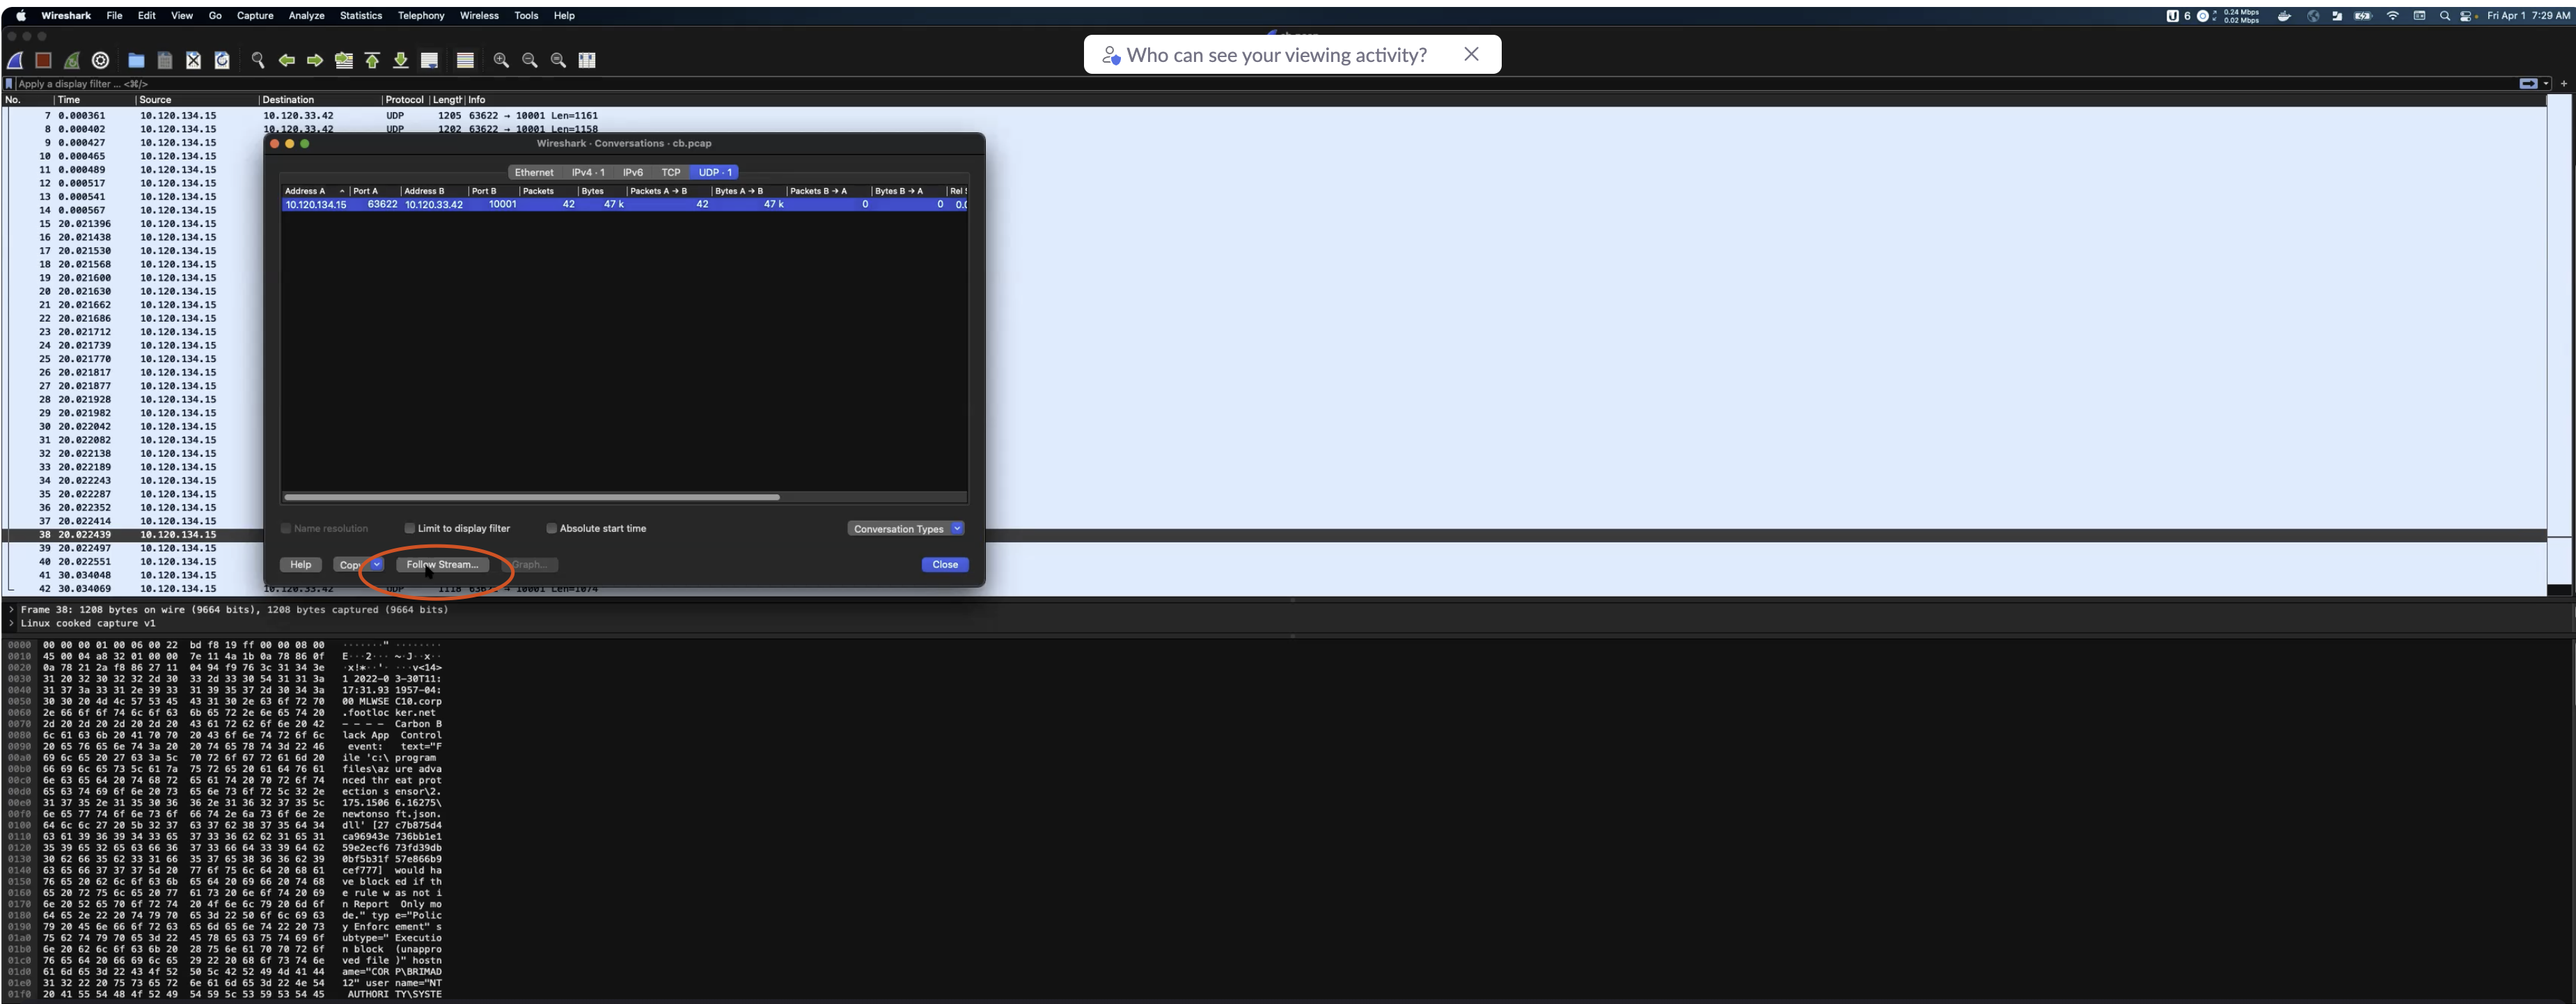 Wireshark File Edit View Go Capture Analyze Statistics Telephony Wireless Tools Help 6 0.24 Mbps 0.02 Mbps Fri Apr 1 7:29 AM
Who can see your viewing activity?
Apply a display filter ... <⌘/>
No. Time Source Destination Protocol Length Info
7 0.000361 10.120.134.15 10.120.33.42 UDP 1205 63622 → 10001 Len=1161
8 0.000402 10.120.134.15 10.120.33.42 UDP 1202 63622 → 10001 Len=1158
9 0.000427 10.120.134.15
10 0.000465 10.120.134.15
11 0.000489 10.120.134.15
12 0.000517 10.120.134.15
13 0.000541 10.120.134.15
14 0.000567 10.120.134.15
15 20.021396 10.120.134.15
16 20.021438 10.120.134.15
17 20.021530 10.120.134.15
18 20.021568 10.120.134.15
19 20.021600 10.120.134.15
20 20.021630 10.120.134.15
21 20.021662 10.120.134.15
22 20.021686 10.120.134.15
23 20.021712 10.120.134.15
24 20.021739 10.120.134.15
25 20.021770 10.120.134.15
26 20.021817 10.120.134.15
27 20.021877 10.120.134.15
28 20.021928 10.120.134.15
29 20.021982 10.120.134.15
30 20.022042 10.120.134.15
31 20.022082 10.120.134.15
32 20.022138 10.120.134.15
33 20.022189 10.120.134.15
34 20.022243 10.120.134.15
35 20.022287 10.120.134.15
36 20.022352 10.120.134.15
37 20.022414 10.120.134.15
38 20.022439 10.120.134.15
39 20.022497 10.120.134.15
40 20.022551 10.120.134.15
41 30.034048 10.120.134.15
42 30.034069 10.120.134.15 10.120.33.42 UDP 1118 63622 → 10001 Len=1074
Wireshark · Conversations · cb.pcap
Ethernet IPv4 · 1 IPv6 TCP UDP · 1
Address A Port A Address B Port B Packets Bytes Packets A → B Bytes A → B Packets B → A Bytes B → A Rel
10.120.134.15 63622 10.120.33.42 10001 42 47 k 42 47 k 0 0
Name resolution Limit to display filter Absolute start time Conversation Types
Help Copy Follow Stream... Graph... Close
Frame 38: 1208 bytes on wire (9664 bits), 1208 bytes captured (9664 bits)
Linux cooked capture v1
0000 00 00 00 01 00 06 00 22 bd f8 19 ff 00 00 08 00 ·······" ········
0010 45 00 04 a8 32 01 00 00 7e 11 4a 1b 0a 78 86 0f E···2··· ~·J··x··
0020 0a 78 21 2a f8 86 27 11 04 94 f9 76 3c 31 34 3e ·x!*··'· ···v<14>
0030 31 20 32 30 32 32 2d 30 33 2d 33 30 54 31 31 3a 1 2022-0 3-30T11:
0040 31 37 3a 33 31 2e 39 33 31 39 35 37 2d 30 34 3a 17:31.93 1957-04:
0050 30 30 20 4d 4c 57 53 45 43 31 30 2e 63 6f 72 70 00 MLWSE C10.corp
0060 2e 66 6f 6f 74 6c 6f 63 6b 65 72 2e 6e 65 74 20 .footloc ker.net
0070 2d 20 2d 20 2d 20 2d 20 43 61 72 62 6f 6e 20 42 - - - - Carbon B
0080 6c 61 63 6b 20 41 70 70 20 43 6f 6e 74 72 6f 6c lack App Control
0090 20 65 76 65 6e 74 3a 20 20 74 65 78 74 3d 22 46 event: text="F
00a0 69 6c 65 20 27 63 3a 5c 70 72 6f 67 72 61 6d 20 ile 'c:\ program
00b0 66 69 6c 65 73 5c 61 7a 75 72 65 20 61 64 76 61 files\az ure adva
00c0 6e 63 65 64 20 74 68 72 65 61 74 20 70 72 6f 74 nced thr eat prot
00d0 65 63 74 69 6f 6e 20 73 65 6e 73 6f 72 5c 32 2e ection s ensor\2.
00e0 31 37 35 2e 31 35 30 36 36 2e 31 36 32 37 35 5c 175.1506 6.16275\
00f0 6e 65 77 74 6f 6e 73 6f 66 74 2e 6a 73 6f 6e 2e newtonso ft.json.
0100 64 6c 6c 27 20 5b 32 37 63 37 62 38 37 35 64 34 dll' [27 c7b875d4
0110 63 61 39 36 39 34 33 65 37 33 36 62 62 31 65 31 ca96943e 736bb1e1
0120 35 39 65 32 65 63 66 36 37 33 66 64 33 39 64 62 59e2ecf6 73fd39db
0130 30 62 66 35 62 33 31 66 35 37 65 38 36 36 62 39 0bf5b31f 57e866b9
0140 63 65 66 37 37 37 5d 20 77 6f 75 6c 64 20 68 61 cef777] would ha
0150 76 65 20 62 6c 6f 63 6b 65 64 20 69 66 20 74 68 ve block ed if th
0160 65 20 72 75 6c 65 20 77 61 73 20 6e 6f 74 20 69 e rule w as not i
0170 6e 20 52 65 70 6f 72 74 20 4f 6e 6c 79 20 6d 6f n Report Only mo
0180 64 65 2e 22 20 74 79 70 65 3d 22 50 6f 6c 69 63 de." typ e="Polic
0190 79 20 45 6e 66 6f 72 63 65 6d 65 6e 74 22 20 73 y Enforc ement" s
01a0 75 62 74 79 70 65 3d 22 45 78 65 63 75 74 69 6f ubtype=" Executio
01b0 6e 20 62 6c 6f 63 6b 20 28 75 6e 61 70 70 72 6f n block (unappro
01c0 76 65 64 20 66 69 6c 65 29 22 20 68 6f 73 74 6e ved file )" hostn
01d0 61 6d 65 3d 22 43 4f 52 50 5c 42 52 49 4d 41 44 ame="COR P\BRIMAD
01e0 31 32 22 20 75 73 65 72 6e 61 6d 65 3d 22 4e 54 12" user name="NT
01f0 20 41 55 54 48 4f 52 49 54 59 5c 53 59 53 54 45 AUTHORI TY\SYSTE